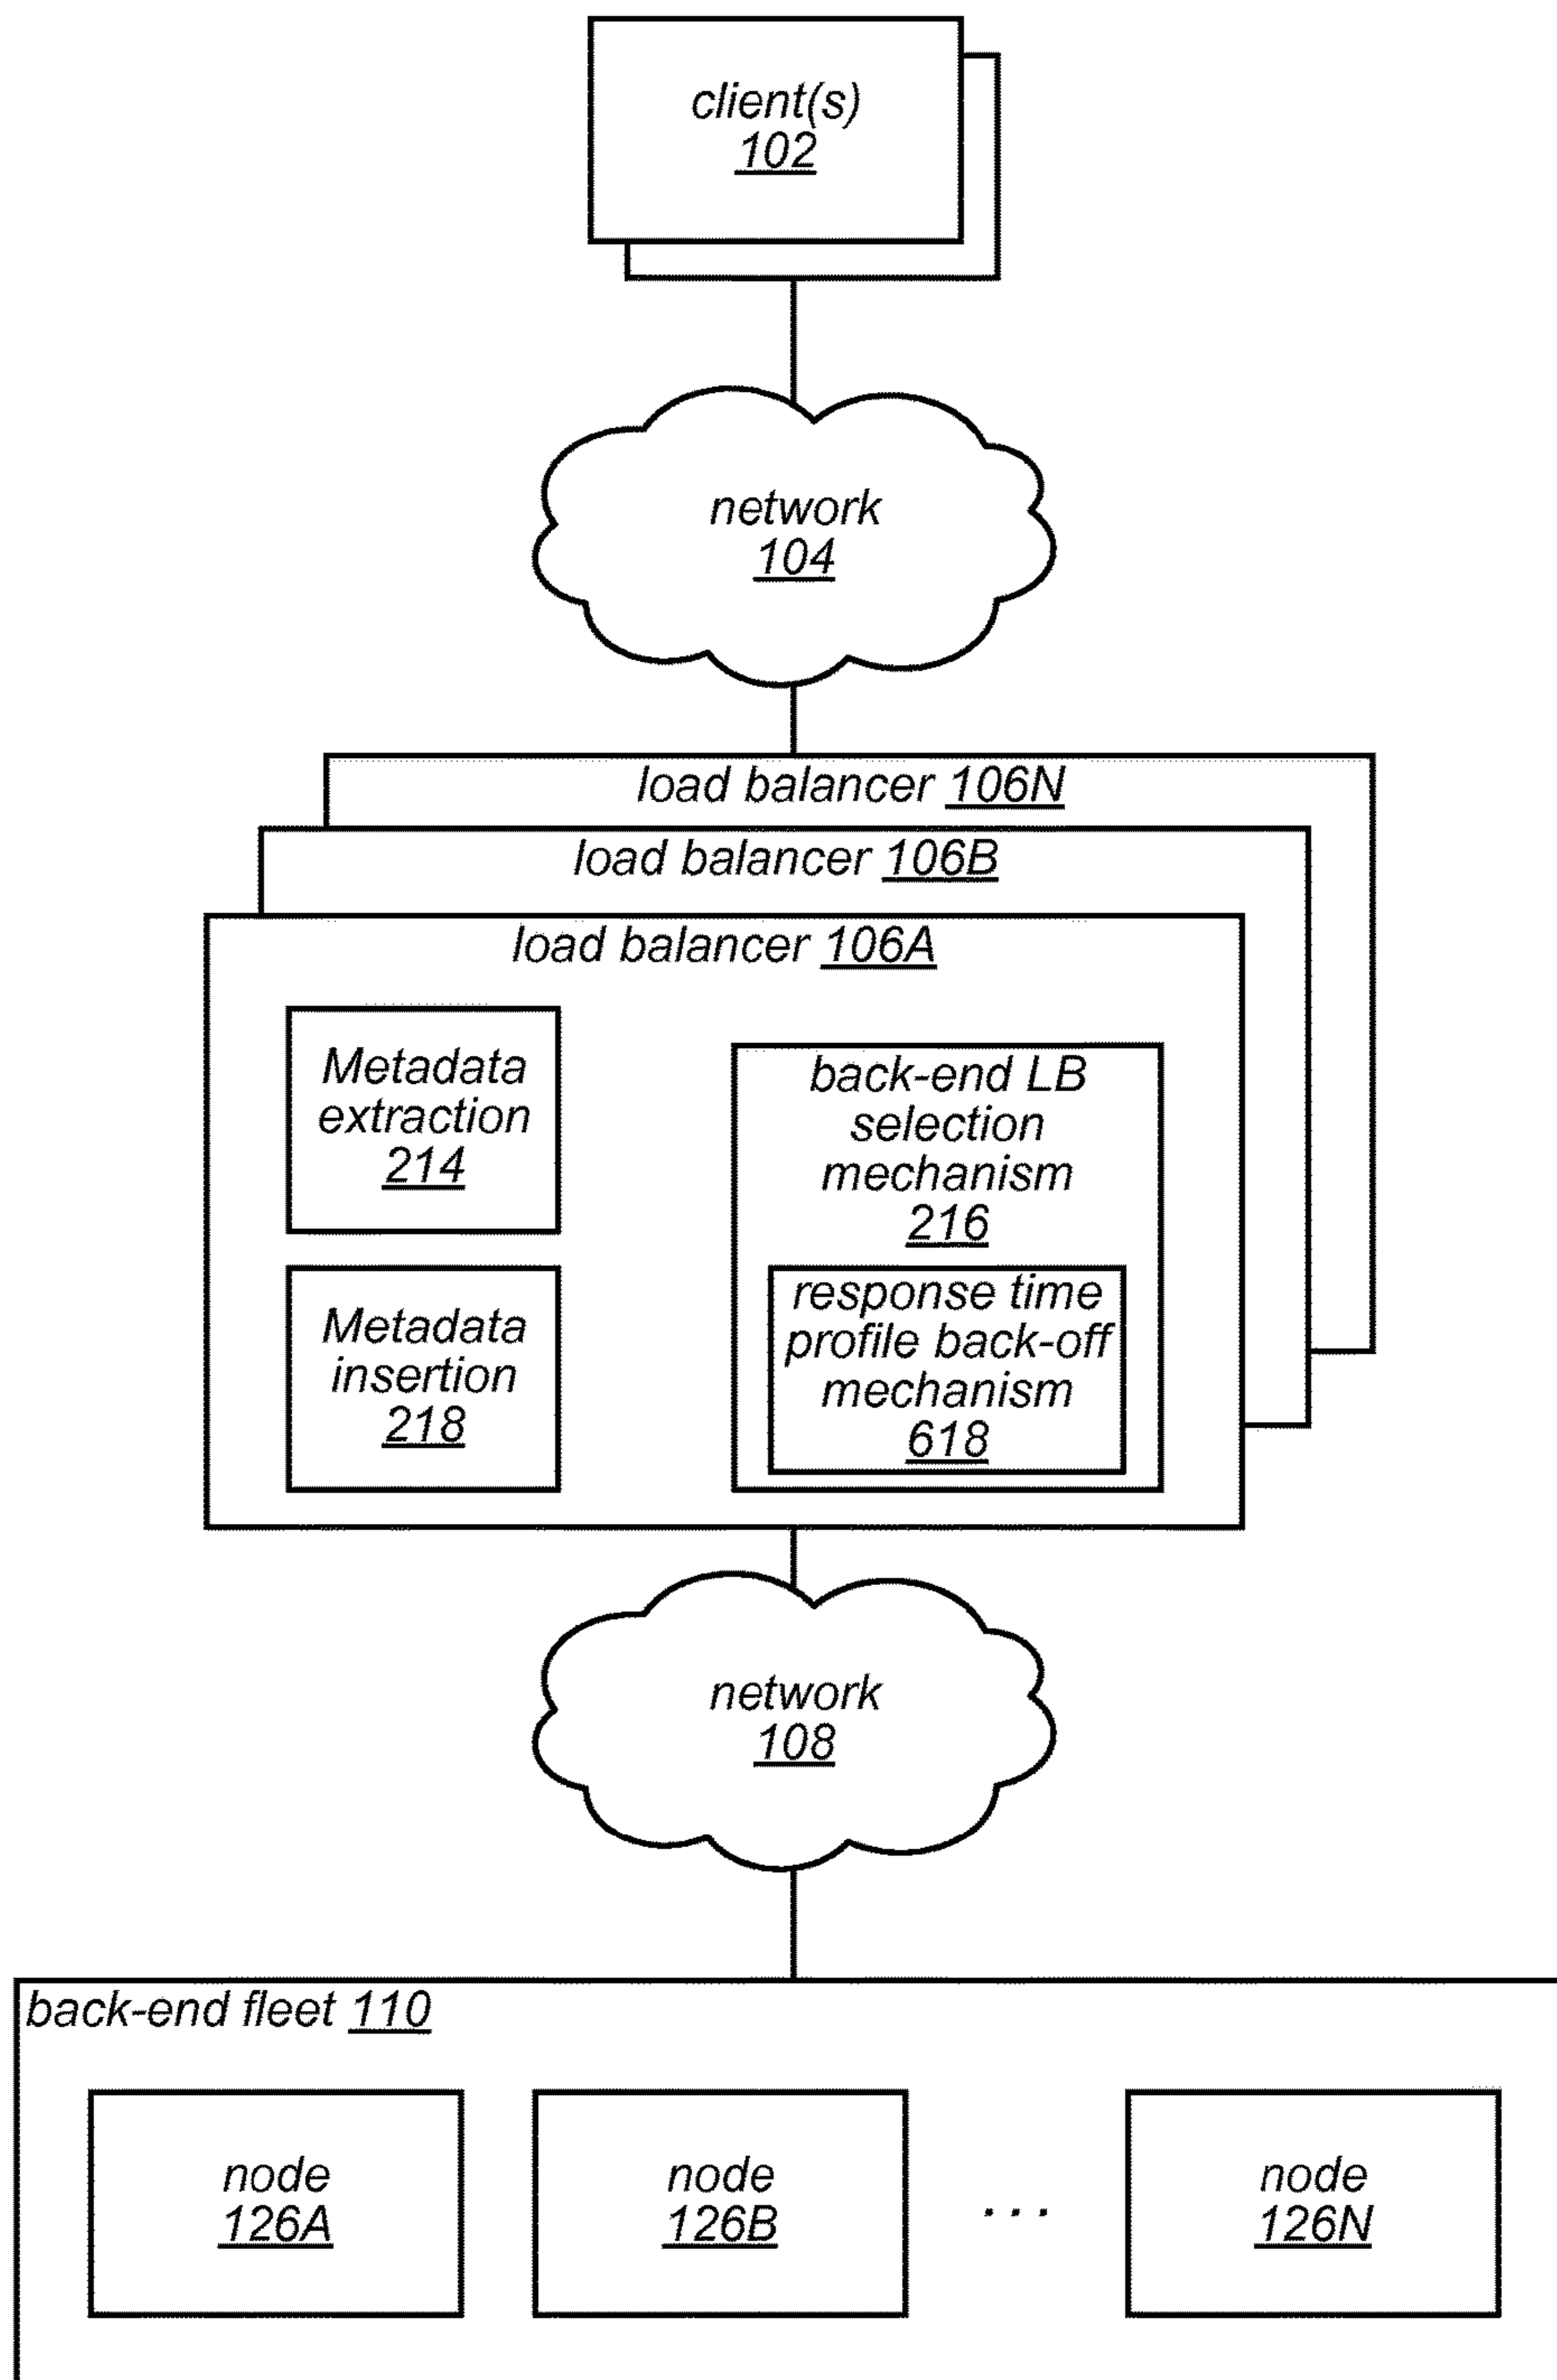 client(s)
102
network
104
load balancer 106N
load balancer 106B
load balancer 106A
Metadata
extraction
214
Metadata
insertion
218
back-end LB
selection
mechanism
216
response time
profile back-off
mechanism
618
network
108
back-end fleet 110
node
126A
node
126B
. . .
node
126N